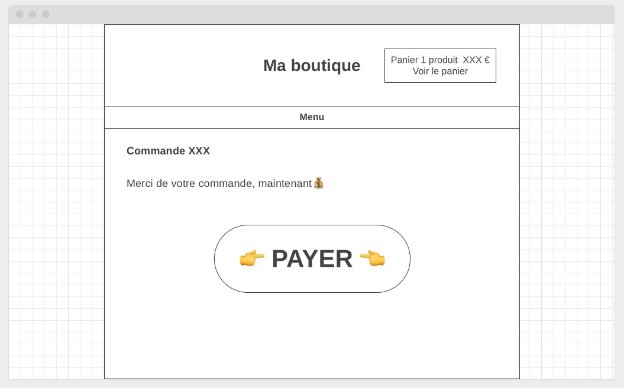 Ma boutique
Panier 1 produit XXX €
Voir le panier
Menu
Commande XXX
Merci de votre commande, maintenant💰
👉 PAYER 👈